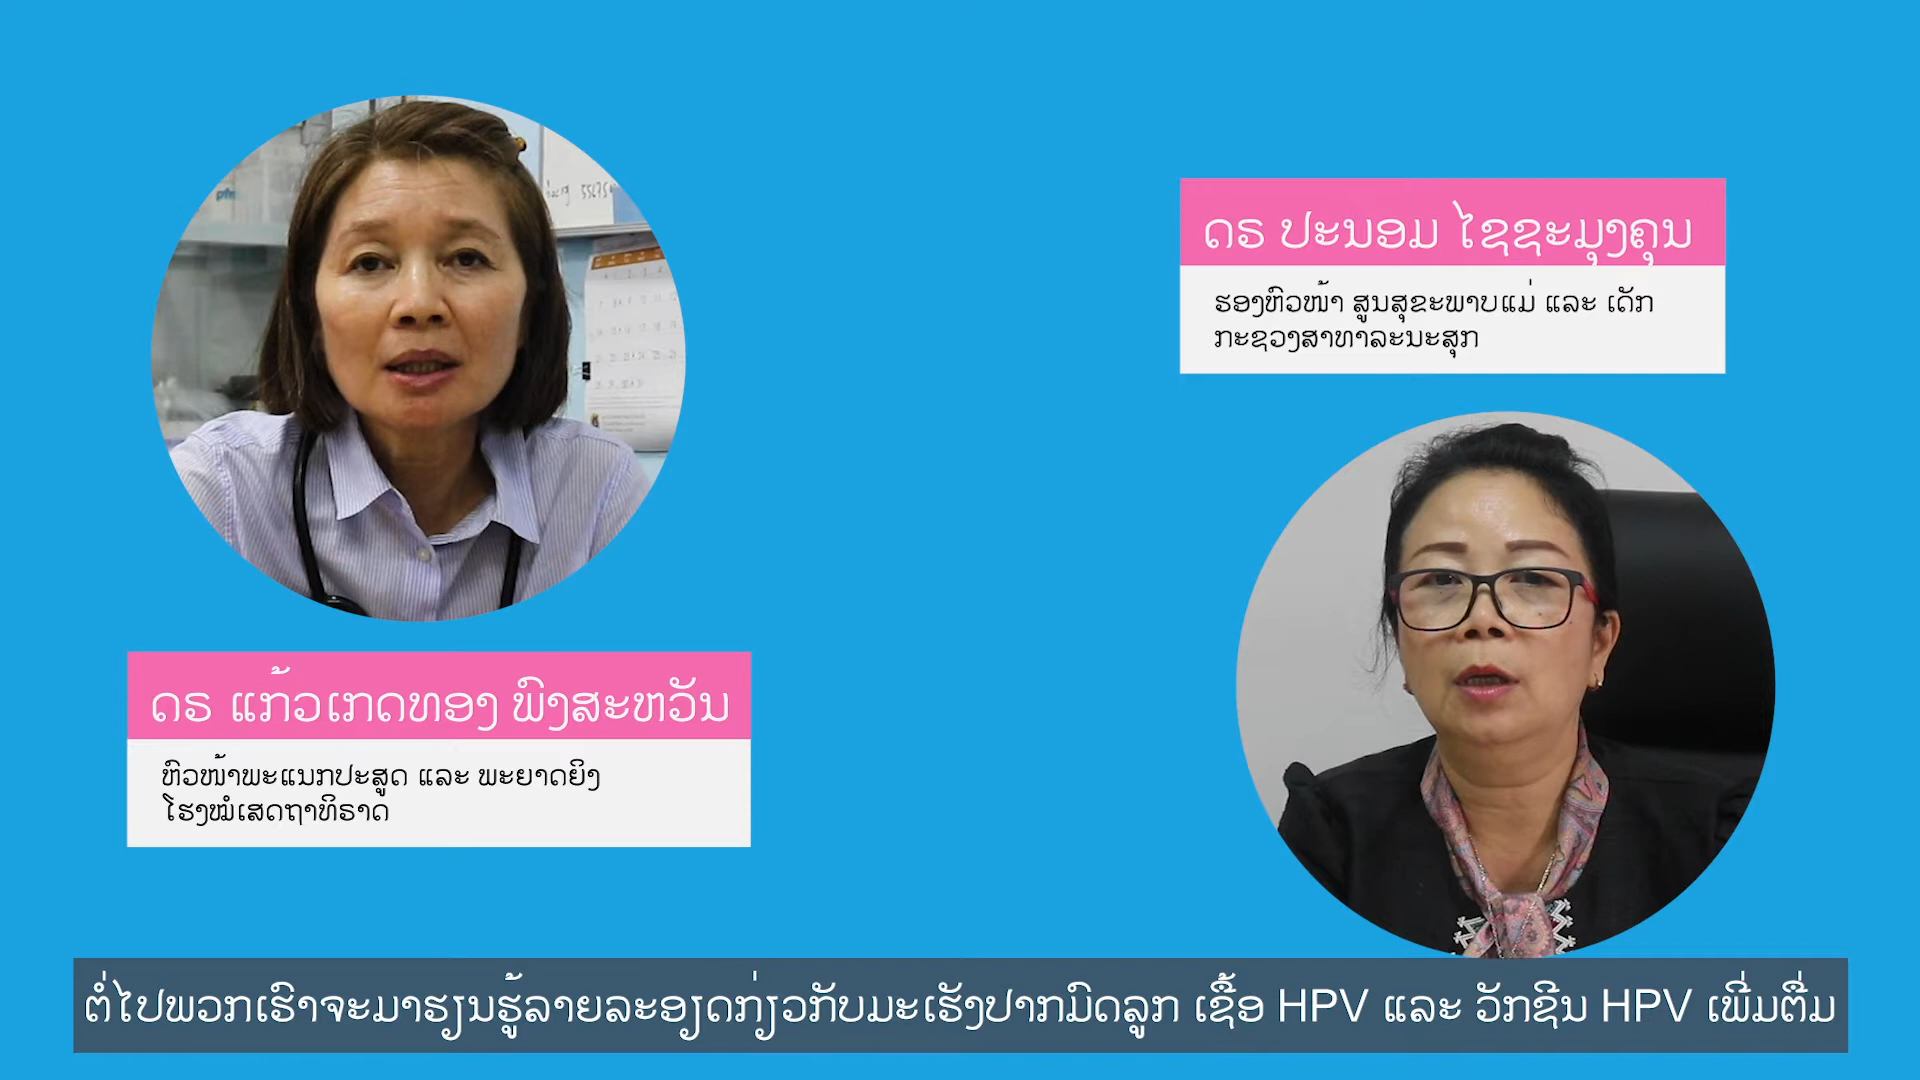 ດຣ ປະນອມ ໄຊຊະມຸງຄຸນ
ຮອງຫົວໜ້າ ສູນສຸຂະພາບແມ່ ແລະ ເດັກ
ກະຊວງສາທາລະນະສຸກ
ດຣ ແກ້ວເກດທອງ ພົງສະຫວັນ
ຫົວໜ້າພະແນກປະສູດ ແລະ ພະຍາດຍິງ
ໂຮງໝໍເສດຖາທິຣາດ
ຕໍ່ໄປພວກເຮົາຈະມາຮຽນຮູ້ລາຍລະອຽດກ່ຽວກັບມະເຮັງປາກມົດລູກ ເຊື້ອ HPV ແລະ ວັກຊີນ HPV ເພີ່ມຕື່ມ